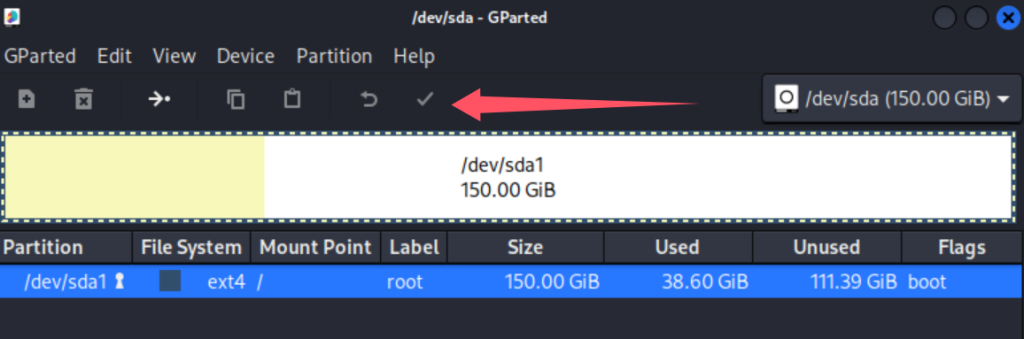 /dev/sda - GParted
GParted Edit View Device Partition Help
/dev/sda (150.00 GiB)
/dev/sda1
150.00 GiB
Partition File System Mount Point Label Size Used Unused Flags
/dev/sda1 ext4 / root 150.00 GiB 38.60 GiB 111.39 GiB boot